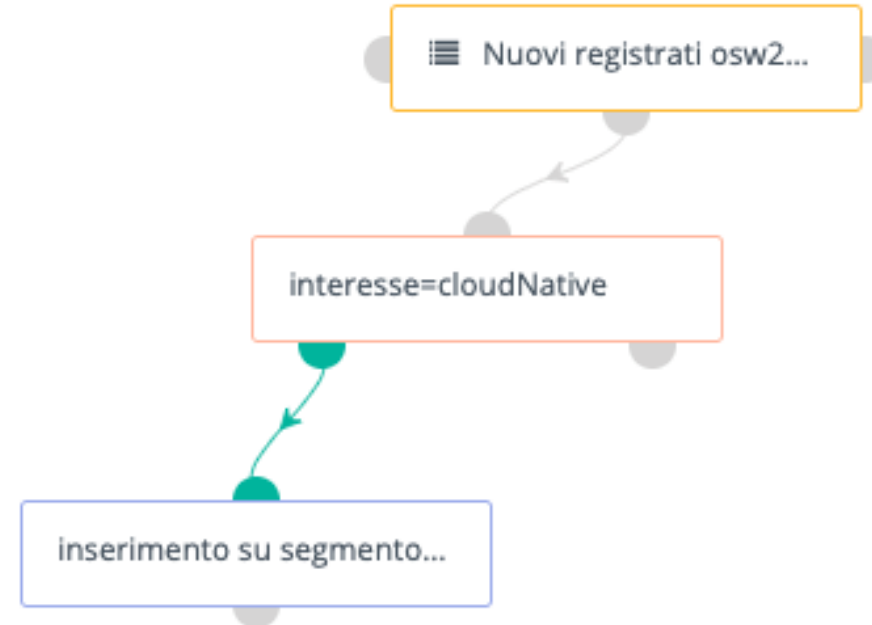 Nuovi registrati osw2...
interesse=cloudNative
inserimento su segmento...